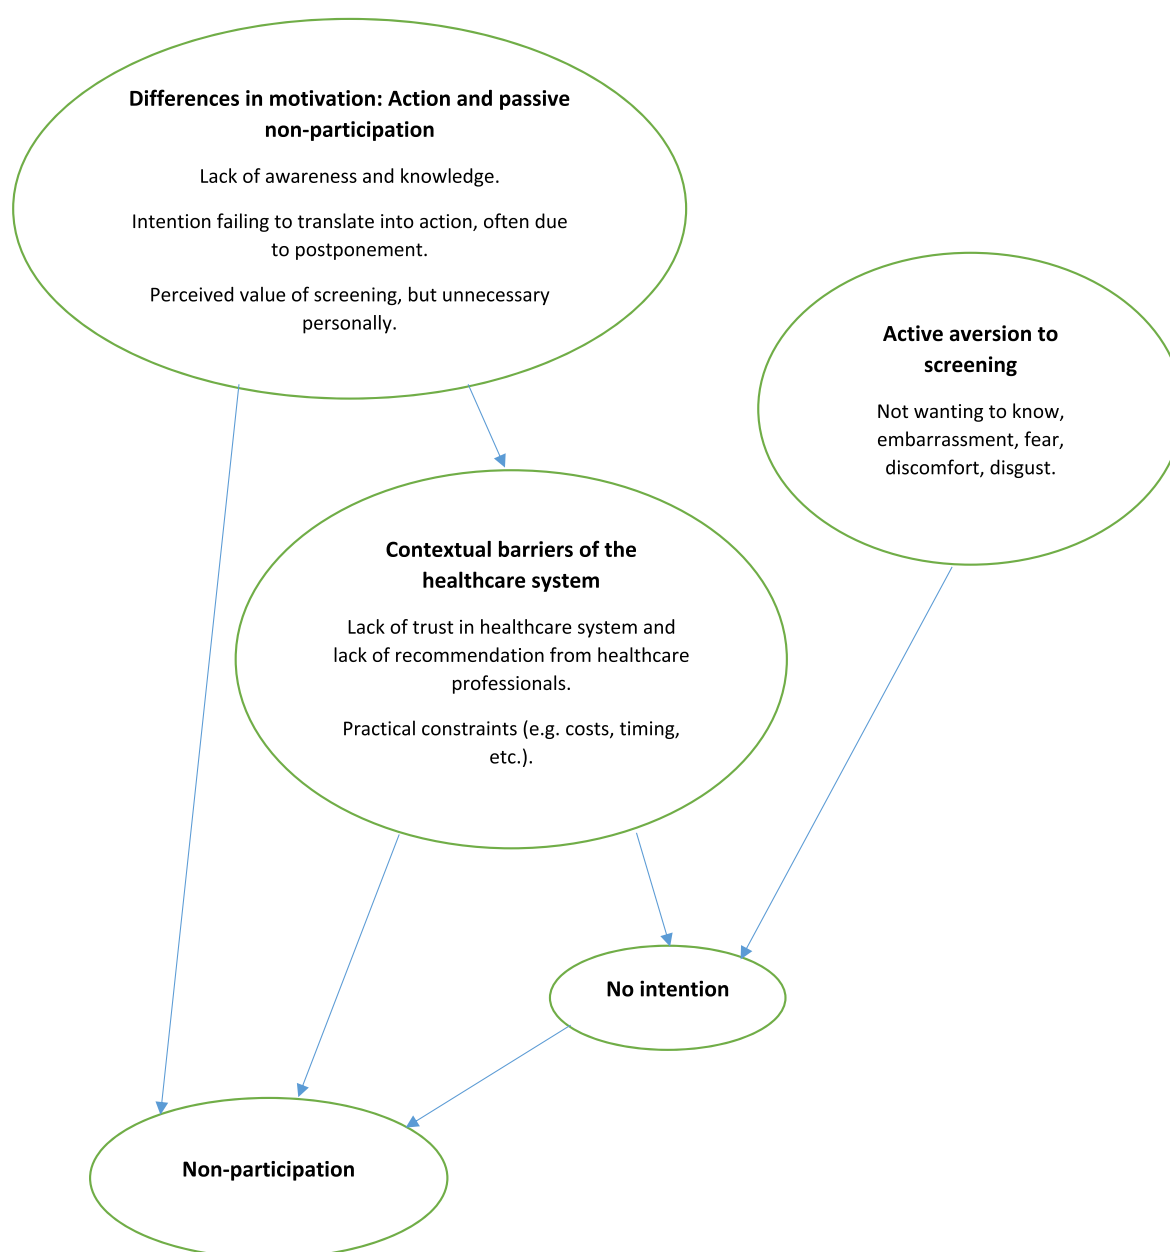 Differences in motivation: Action and passive
non-participation
Lack of awareness and knowledge.
Intention failing to translate into action, often due
to postponement.
Perceived value of screening, but unnecessary
personally.
Active aversion to
screening
Not wanting to know,
embarrassment, fear,
discomfort, disgust.
Contextual barriers of the
healthcare system
Lack of trust in healthcare system and
lack of recommendation from healthcare
professionals.
Practical constraints (e.g. costs, timing,
etc.).
No intention
Non-participation